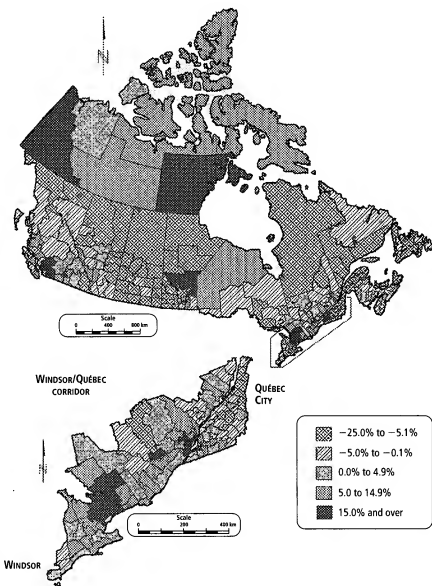 N
Scale
0 400 800 km
WINDSOR/QUÉBEC
CORRIDOR
QUÉBEC
CITY
−25.0% to −5.1%
−5.0% to −0.1%
0.0% to 4.9%
5.0 to 14.9%
15.0% and over
Scale
0 200 400 km
WINDSOR